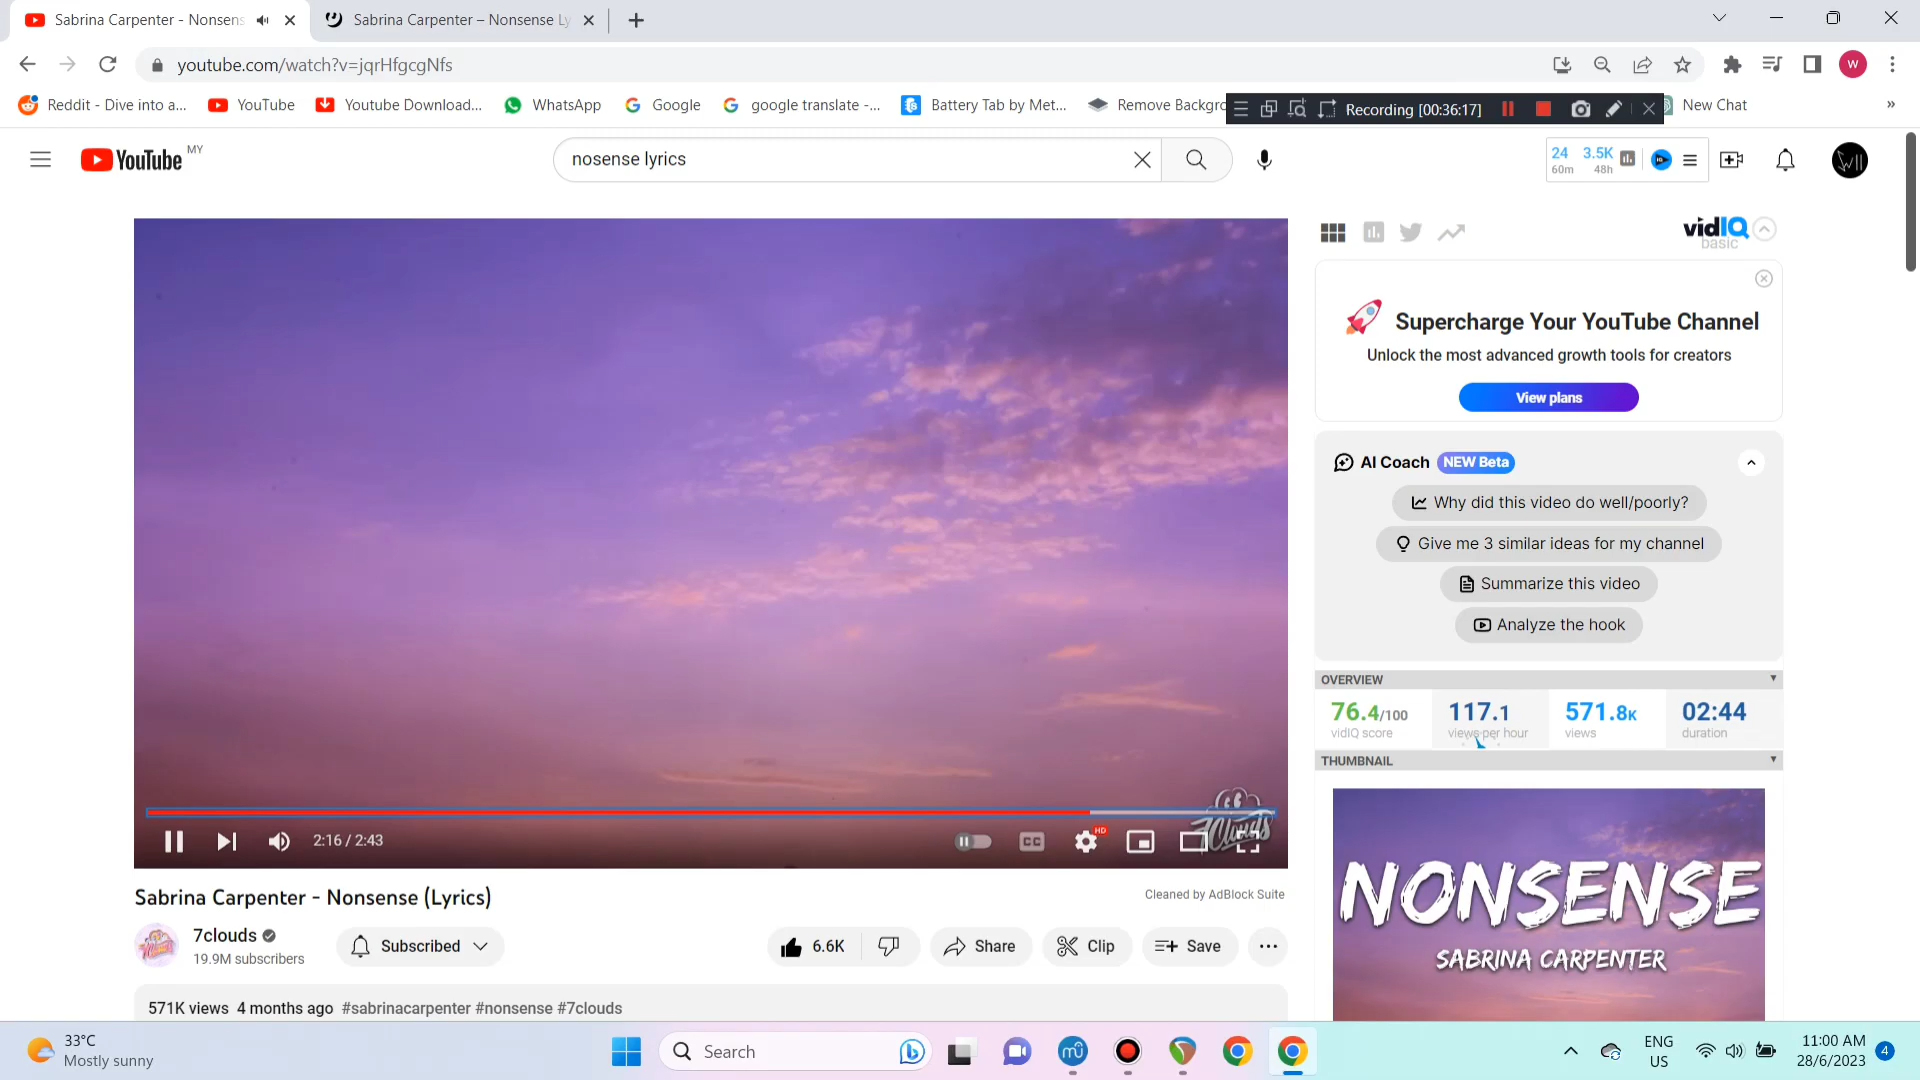 Sabrina Carpenter - Nonsens
Sabrina Carpenter – Nonsense Ly
youtube.com/watch?v=jqrHfgcgNfs
W
Reddit - Dive into a...
YouTube
Youtube Download...
WhatsApp
Google
google translate -...
Battery Tab by Met...
Remove Backgro
Recording [00:36:17]
New Chat
»
YouTube MY
nosense lyrics
24 60m
3.5K 48h
vidIQ
basic
Supercharge Your YouTube Channel
Unlock the most advanced growth tools for creators
View plans
AI Coach NEW Beta
Why did this video do well/poorly?
Give me 3 similar ideas for my channel
Summarize this video
Analyze the hook
OVERVIEW
76.4/100 117.1 571.8K 02:44
vidIQ score views per hour views duration
THUMBNAIL
NONSENSE
SABRINA CARPENTER
7Clouds
2:16 / 2:43
CC
HD
Sabrina Carpenter - Nonsense (Lyrics)
Cleaned by AdBlock Suite
7clouds
19.9M subscribers
Subscribed
6.6K
Share
Clip
Save
571K views 4 months ago #sabrinacarpenter #nonsense #7clouds
33°C
Mostly sunny
Search
ENG
US
11:00 AM
28/6/2023
4